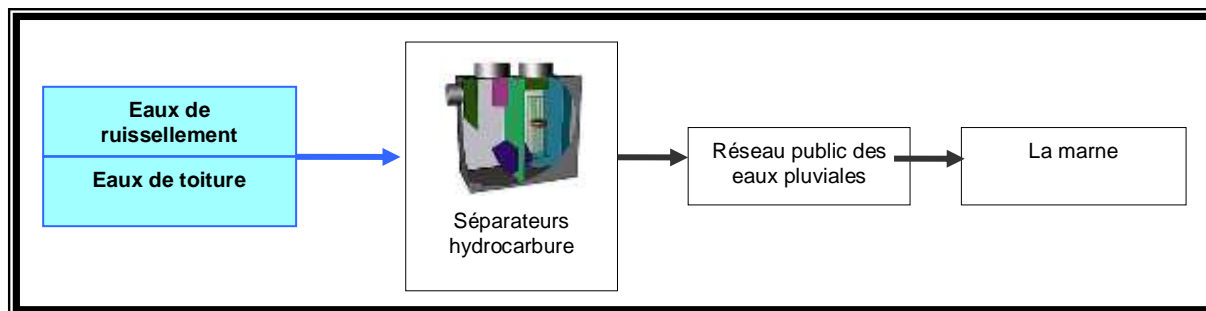 Eaux de
ruissellement
Eaux de toiture
Séparateurs
hydrocarbure
Réseau public des
eaux pluviales
La marne